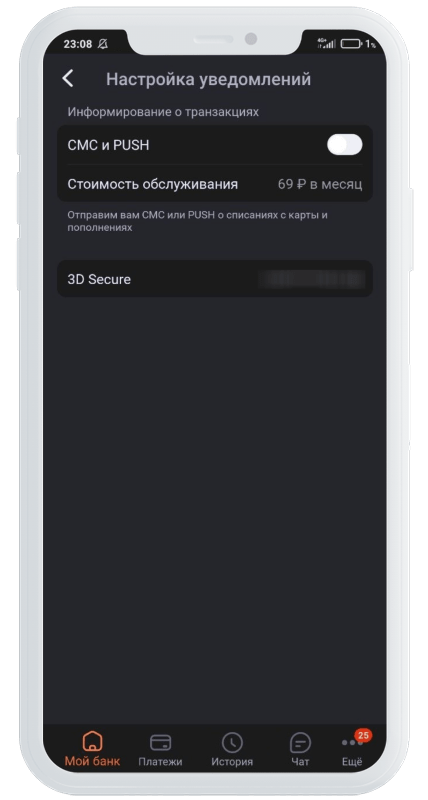 23:08 4G+ 1%
Настройка уведомлений
Информирование о транзакциях
СМС и PUSH
Стоимость обслуживания 69 ₽ в месяц
Отправим вам СМС или PUSH о списаниях с карты и
пополнениях
3D Secure
25
Мой банк Платежи История Чат Ещё